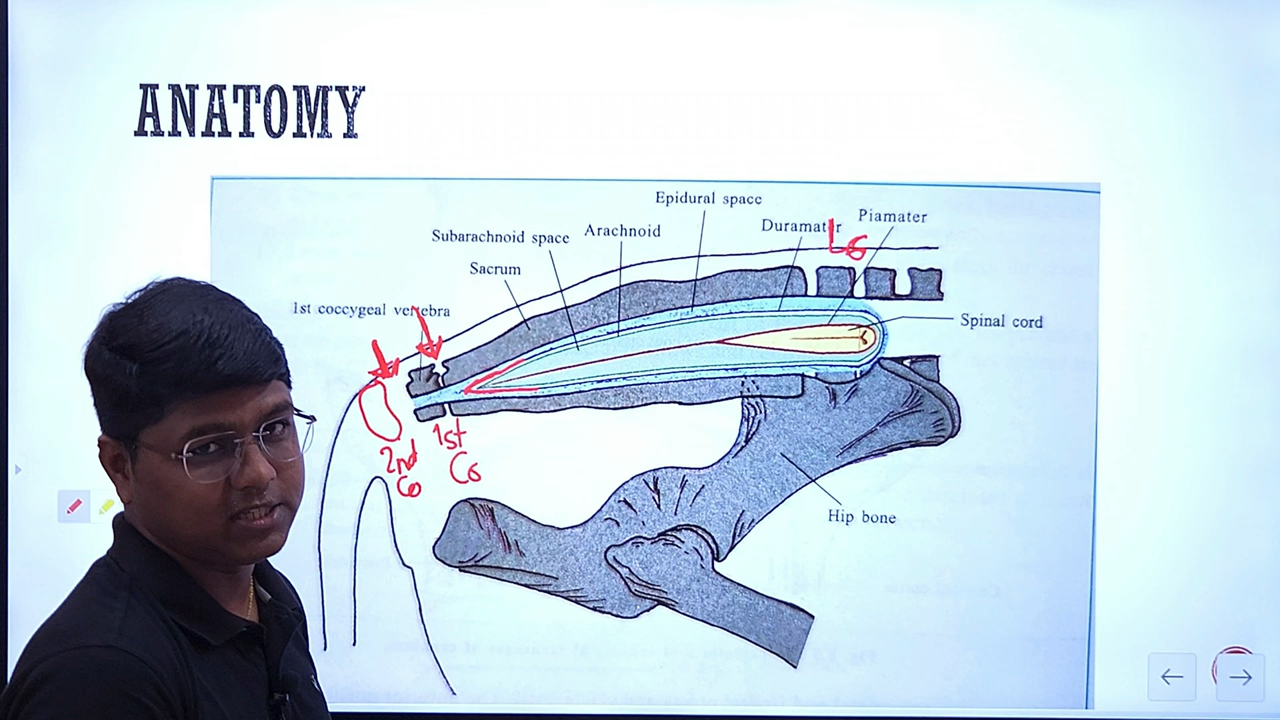 ANATOMY
Epidural space
Piamater
Duramater
Arachnoid
Subarachnoid space
L6
Sacrum
1st coccygeal vertebra
Spinal cord
1st
Co
2nd
Co
Hip bone